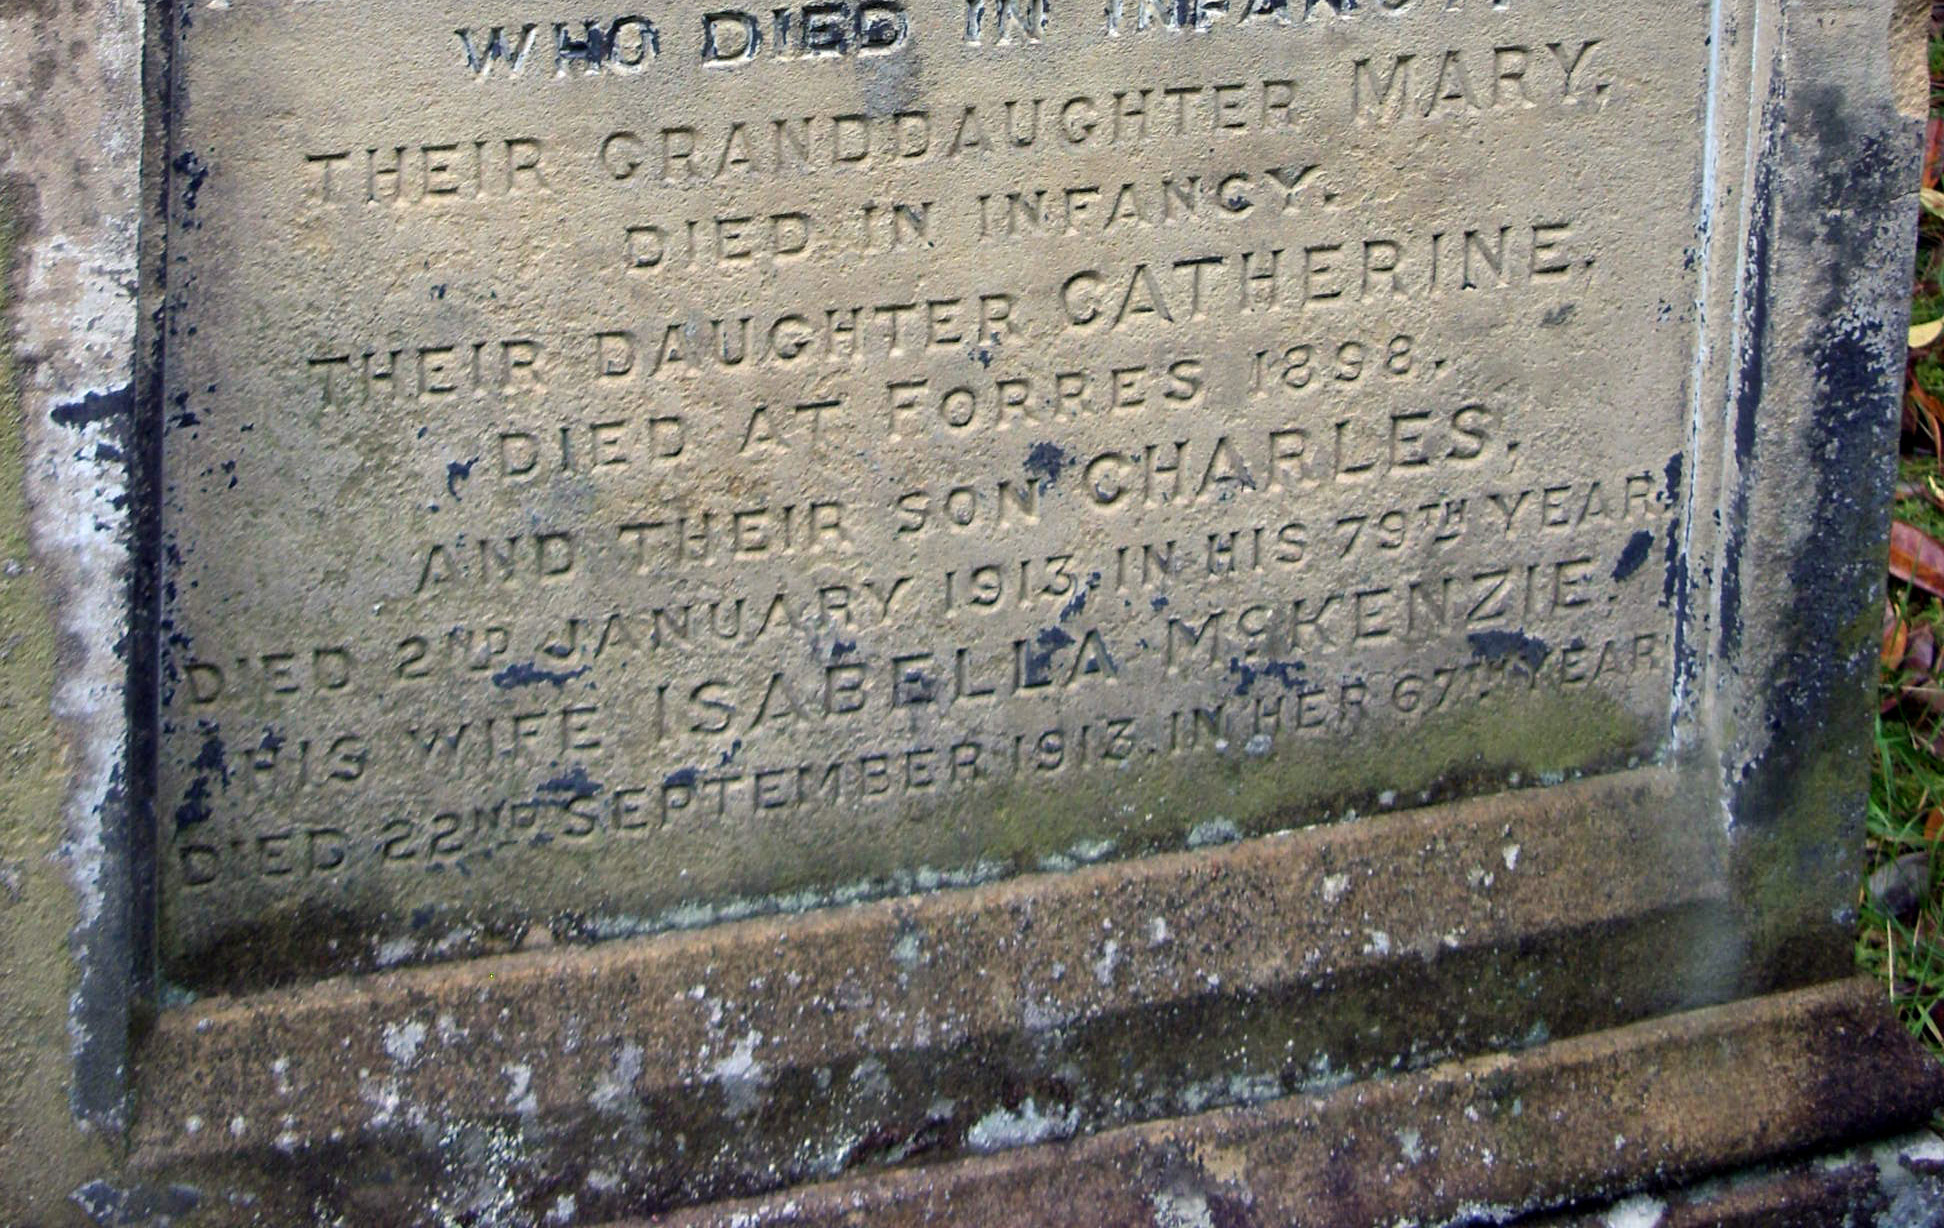 WHO DIED IN INFANCY.
THEIR GRANDDAUGHTER MARY,
DIED IN INFANCY.
THEIR DAUGHTER CATHERINE,
DIED AT FORRES 1898.
AND THEIR SON CHARLES,
DIED 2ND JANUARY 1913, IN HIS 79TH YEAR.
HIS WIFE ISABELLA McKENZIE,
DIED 22ND SEPTEMBER 1913, IN HER 67TH YEAR